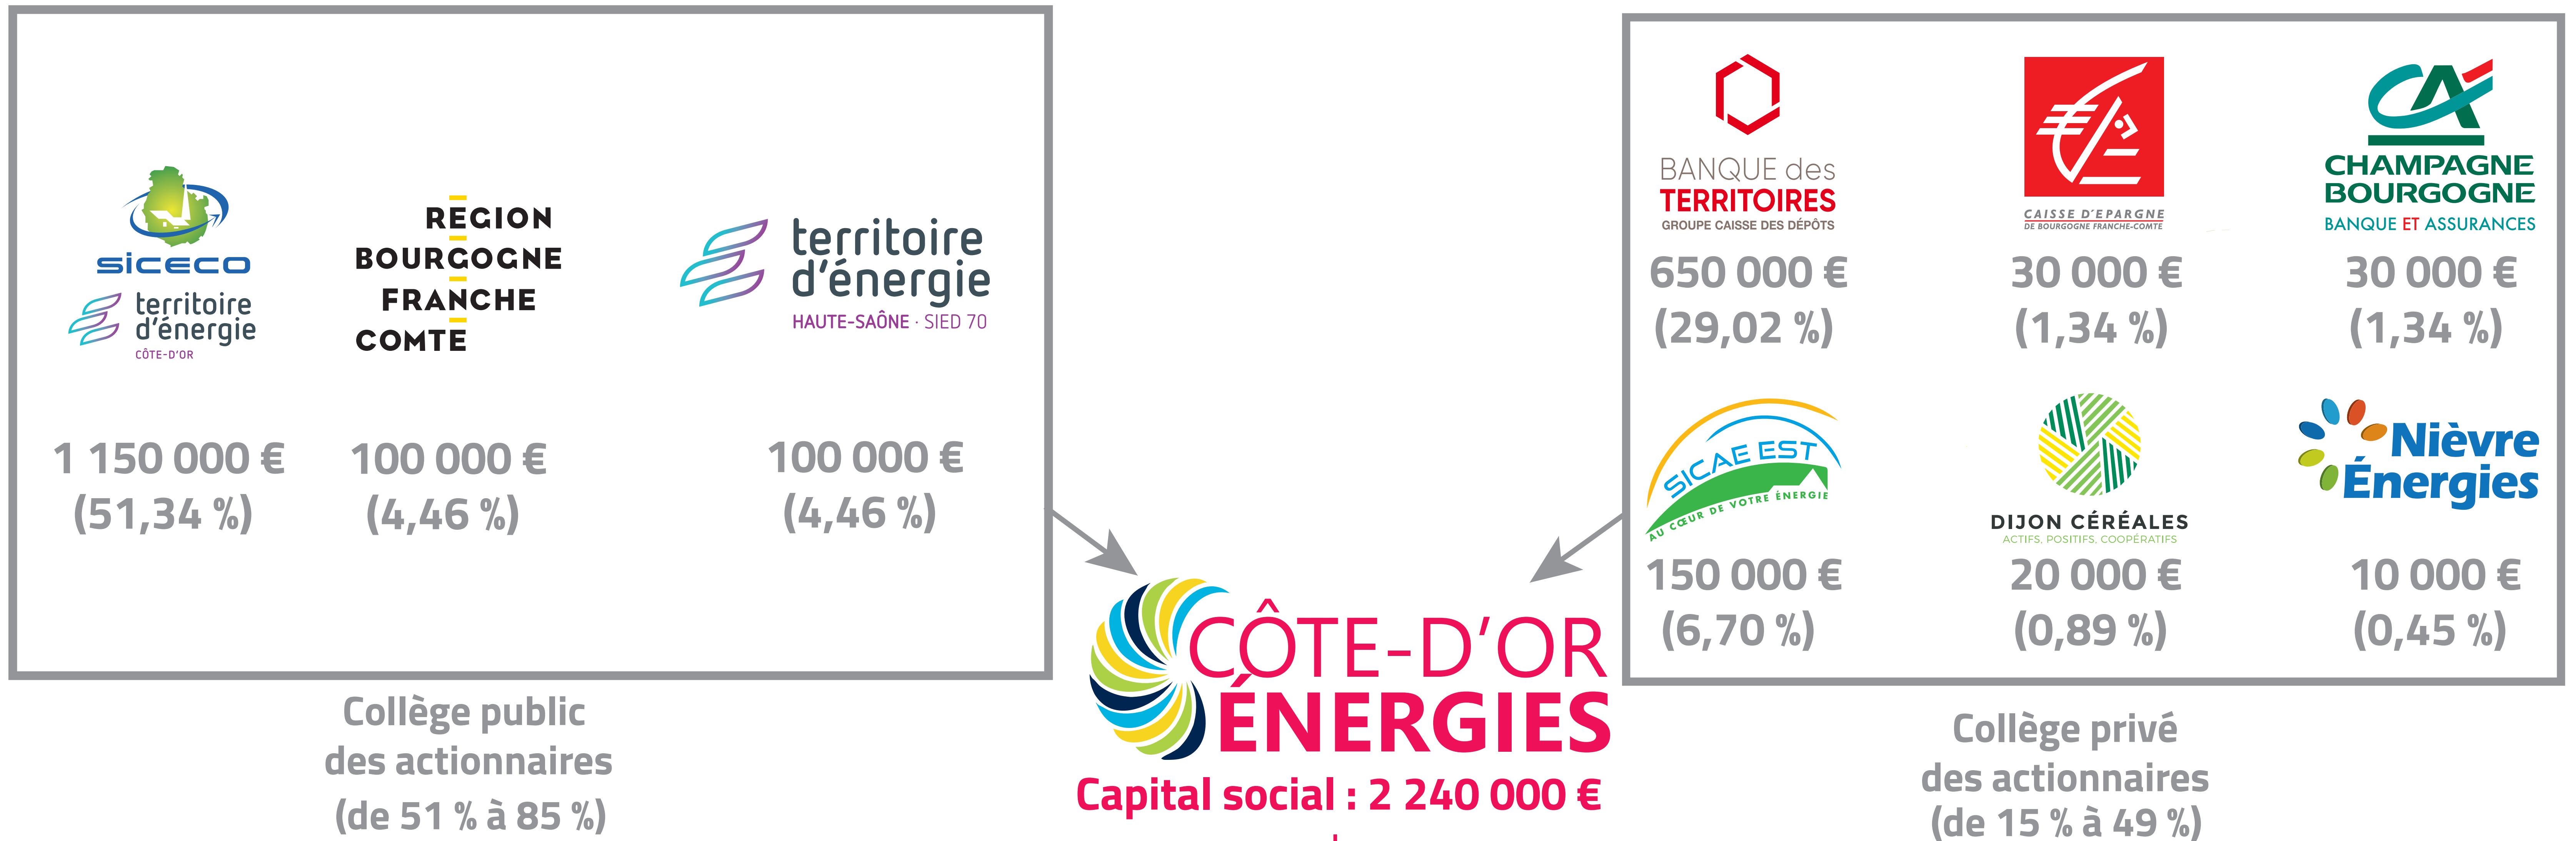 siceco
territoire
d'énergie
CÔTE-D'OR
1 150 000 €
(51,34 %)
REGION
BOURGOGNE
FRANCHE
COMTE
100 000 €
(4,46 %)
territoire
d'énergie
HAUTE-SAÔNE · SIED 70
100 000 €
(4,46 %)
Collège public
des actionnaires
(de 51 % à 85 %)
CÔTE-D'OR
ÉNERGIES
Capital social : 2 240 000 €
BANQUE des
TERRITOIRES
GROUPE CAISSE DES DÉPÔTS
650 000 €
(29,02 %)
CAISSE D'EPARGNE
DE BOURGOGNE FRANCHE-COMTE
30 000 €
(1,34 %)
CA
CHAMPAGNE
BOURGOGNE
BANQUE ET ASSURANCES
30 000 €
(1,34 %)
SICAE EST
AU CŒUR DE VOTRE ÉNERGIE
150 000 €
(6,70 %)
DIJON CÉRÉALES
ACTIFS, POSITIFS, COOPÉRATIFS
20 000 €
(0,89 %)
Nièvre
Énergies
10 000 €
(0,45 %)
Collège privé
des actionnaires
(de 15 % à 49 %)